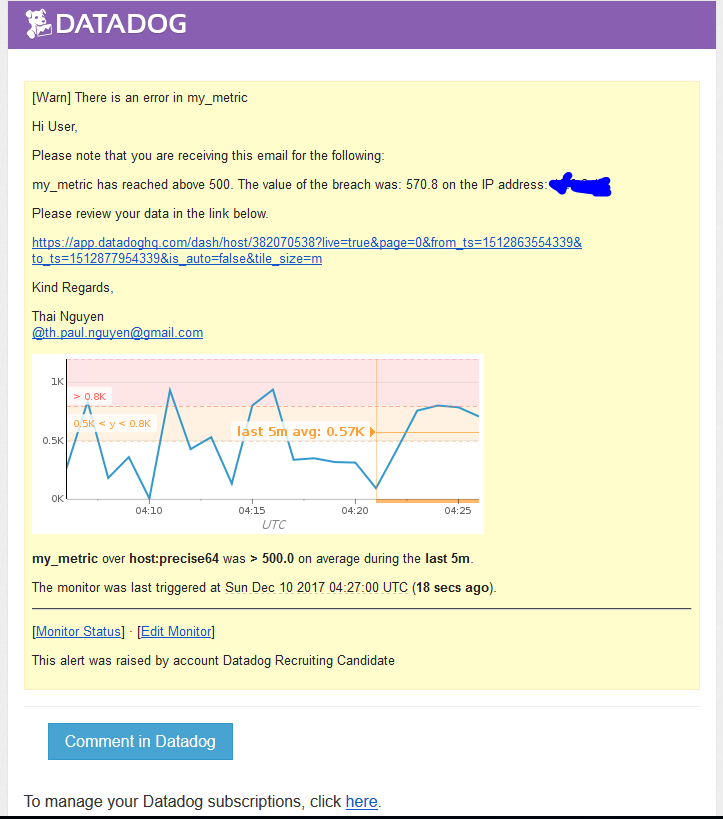 DATADOG
[Warn] There is an error in my_metric
Hi User,
Please note that you are receiving this email for the following:
my_metric has reached above 500. The value of the breach was: 570.8 on the IP address:
Please review your data in the link below.
https://app.datadoghq.com/dash/host/382070538?live=true&page=0&from_ts=1512863554339&
to_ts=1512877954339&is_auto=false&tile_size=m
Kind Regards,
Thai Nguyen
@th.paul.nguyen@gmail.com
1K
> 0.8K
0.5K < y < 0.8K
last 5m avg: 0.57K
0.5K
0K
04:10 04:15 04:20 04:25
UTC
my_metric over host:precise64 was > 500.0 on average during the last 5m.
The monitor was last triggered at Sun Dec 10 2017 04:27:00 UTC (18 secs ago).
[Monitor Status] · [Edit Monitor]
This alert was raised by account Datadog Recruiting Candidate
Comment in Datadog
To manage your Datadog subscriptions, click here.